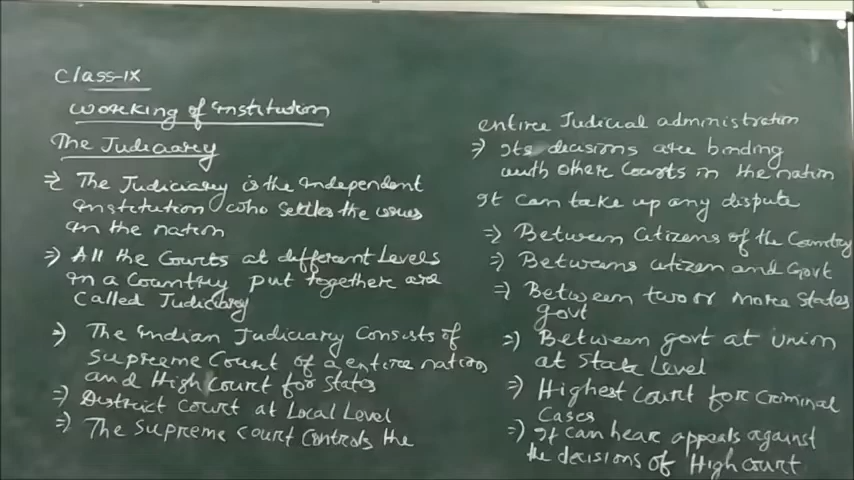 Class-IX
Working of Institution
The Judiciary
⇒ The Judiciary is the Independent
institution who settles the issues
in the nation
⇒ All the Courts at different Levels
in a Country put together are
called Judiciary
⇒ The Indian Judiciary Consists of
Supreme Court of a entire nation
and High Court for States
⇒ District Court at Local Level
⇒ The Supreme Court Controls the
entire Judicial administration
⇒ Its decisions are binding
with other Courts in the nation
It can take up any dispute
⇒ Between Citizens of the Country
⇒ Betweens citizen and Govt
⇒ Between two or more States
govt
⇒ Between govt at union
at State Level
⇒ Highest Court for Criminal
Cases
⇒ It can hear appeals against
the decisions of High Court